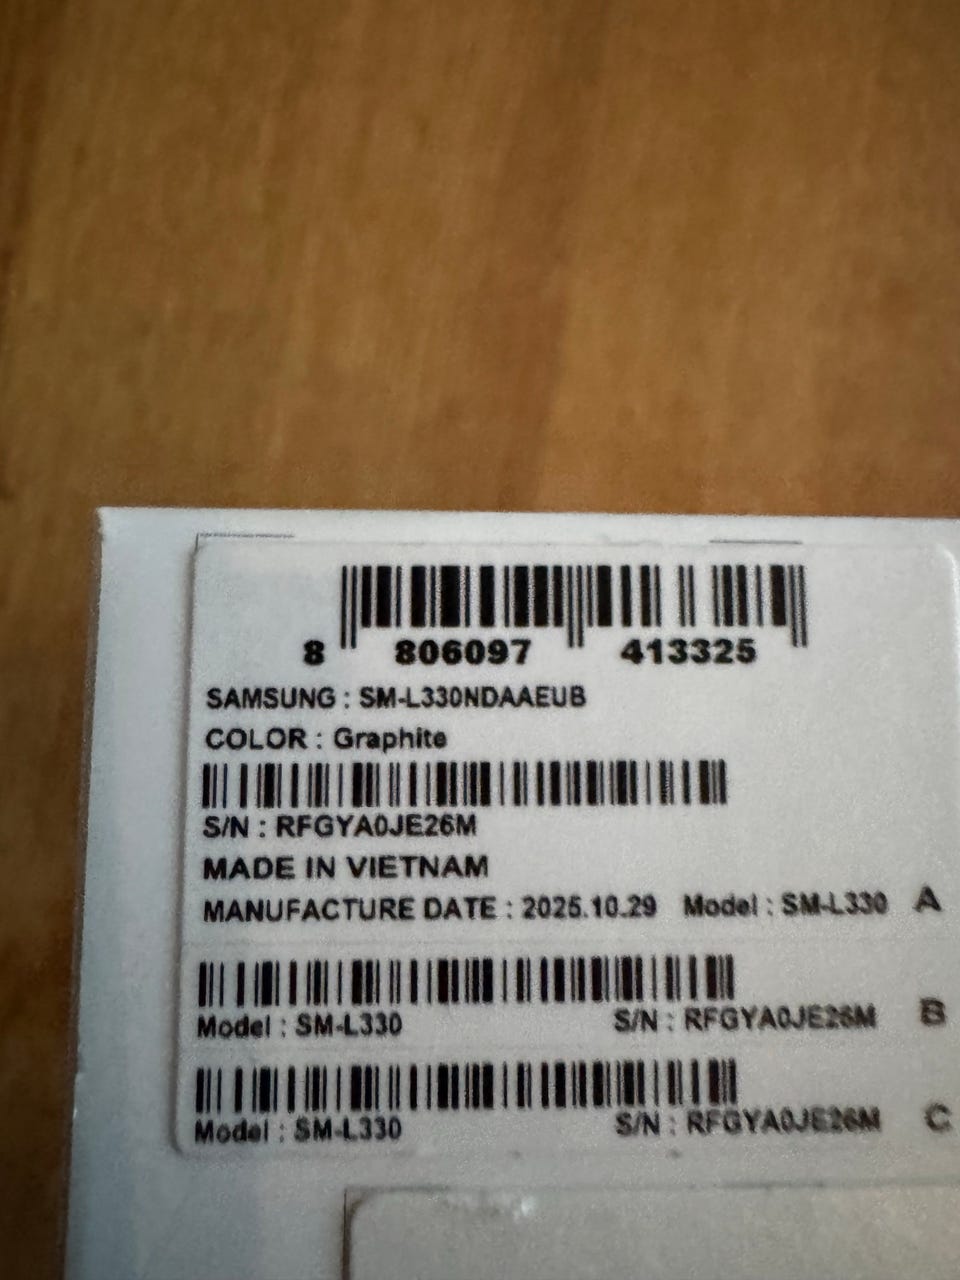 8 806097 413325
SAMSUNG : SM-L330NDAAEUB
COLOR : Graphite
S/N : RFGYA0JE26M
MADE IN VIETNAM
MANUFACTURE DATE : 2025.10.29 Model : SM-L330 A
Model : SM-L330 S/N : RFGYA0JE26M B
Model : SM-L330 S/N : RFGYA0JE26M C